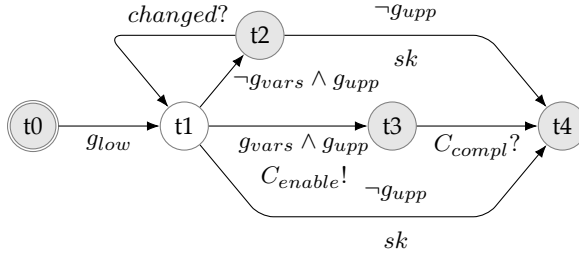 changed?
¬g_upp
t2
sk
¬g_vars ∧ g_upp
t0
t1
t3
t4
g_low
g_vars ∧ g_upp
C_compl?
C_enable!
¬g_upp
sk